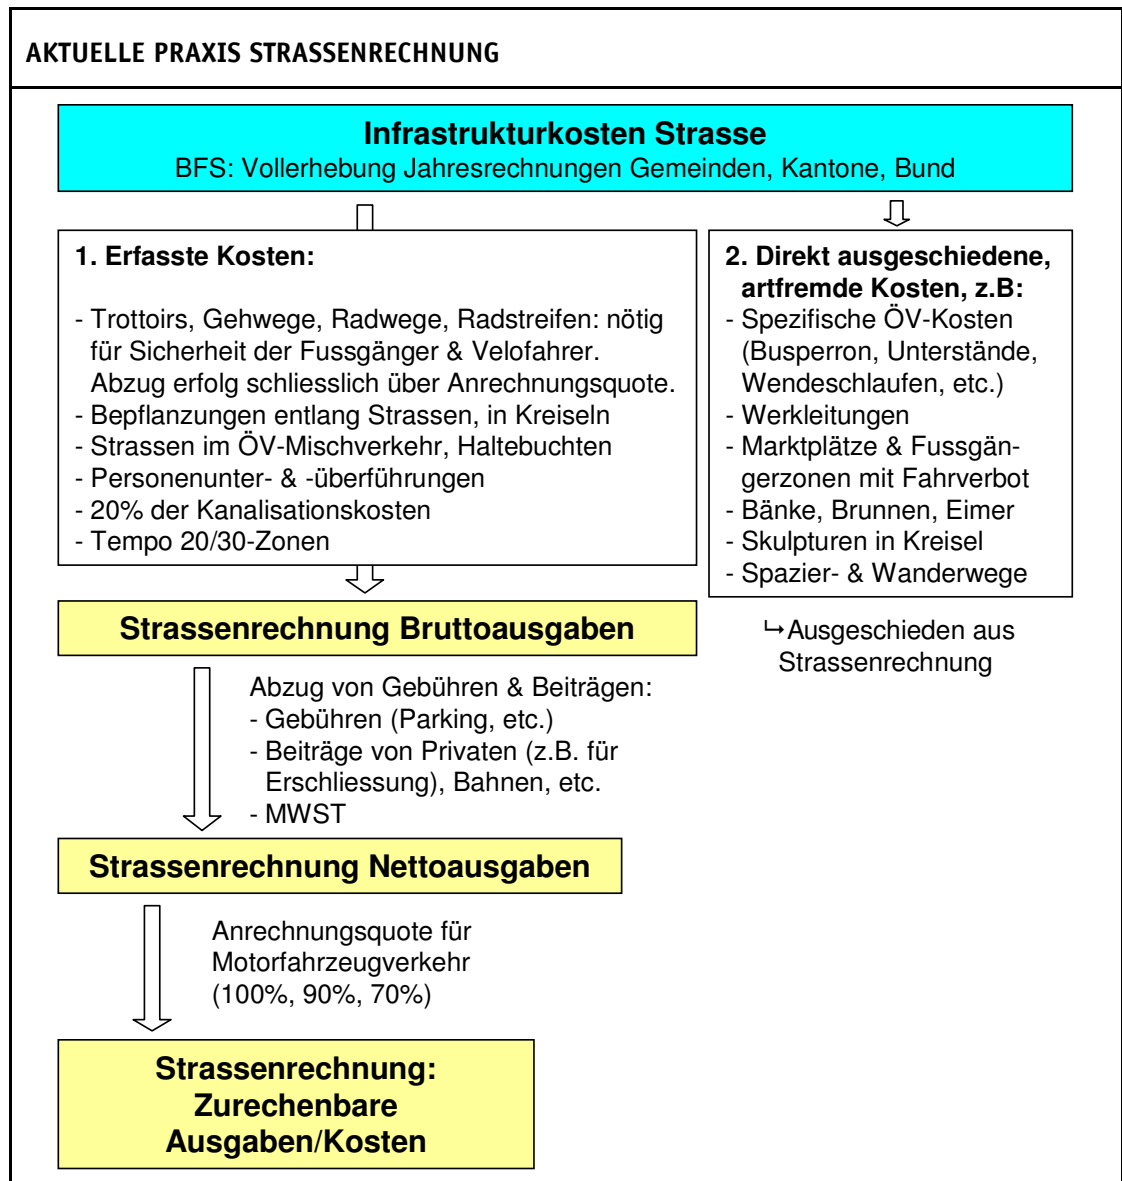 AKTUELLE PRAXIS STRASSENRECHNUNG
Infrastrukturkosten Strasse
BFS: Vollerhebung Jahresrechnungen Gemeinden, Kantone, Bund
1. Erfasste Kosten:
- Trottoirs, Gehwege, Radwege, Radstreifen: nötig
für Sicherheit der Fussgänger & Velofahrer.
Abzug erfolg schliesslich über Anrechnungsquote.
- Bepflanzungen entlang Strassen, in Kreiseln
- Strassen im ÖV-Mischverkehr, Haltebuchten
- Personenunter- & -überführungen
- 20% der Kanalisationskosten
- Tempo 20/30-Zonen
2. Direkt ausgeschiedene,
artfremde Kosten, z.B:
- Spezifische ÖV-Kosten
(Busperron, Unterstände,
Wendeschlaufen, etc.)
- Werkleitungen
- Marktplätze & Fussgän-
gerzonen mit Fahrverbot
- Bänke, Brunnen, Eimer
- Skulpturen in Kreisel
- Spazier- & Wanderwege
↳Ausgeschieden aus
Strassenrechnung
Strassenrechnung Bruttoausgaben
Abzug von Gebühren & Beiträgen:
- Gebühren (Parking, etc.)
- Beiträge von Privaten (z.B. für
Erschliessung), Bahnen, etc.
- MWST
Strassenrechnung Nettoausgaben
Anrechnungsquote für
Motorfahrzeugverkehr
(100%, 90%, 70%)
Strassenrechnung:
Zurechenbare
Ausgaben/Kosten